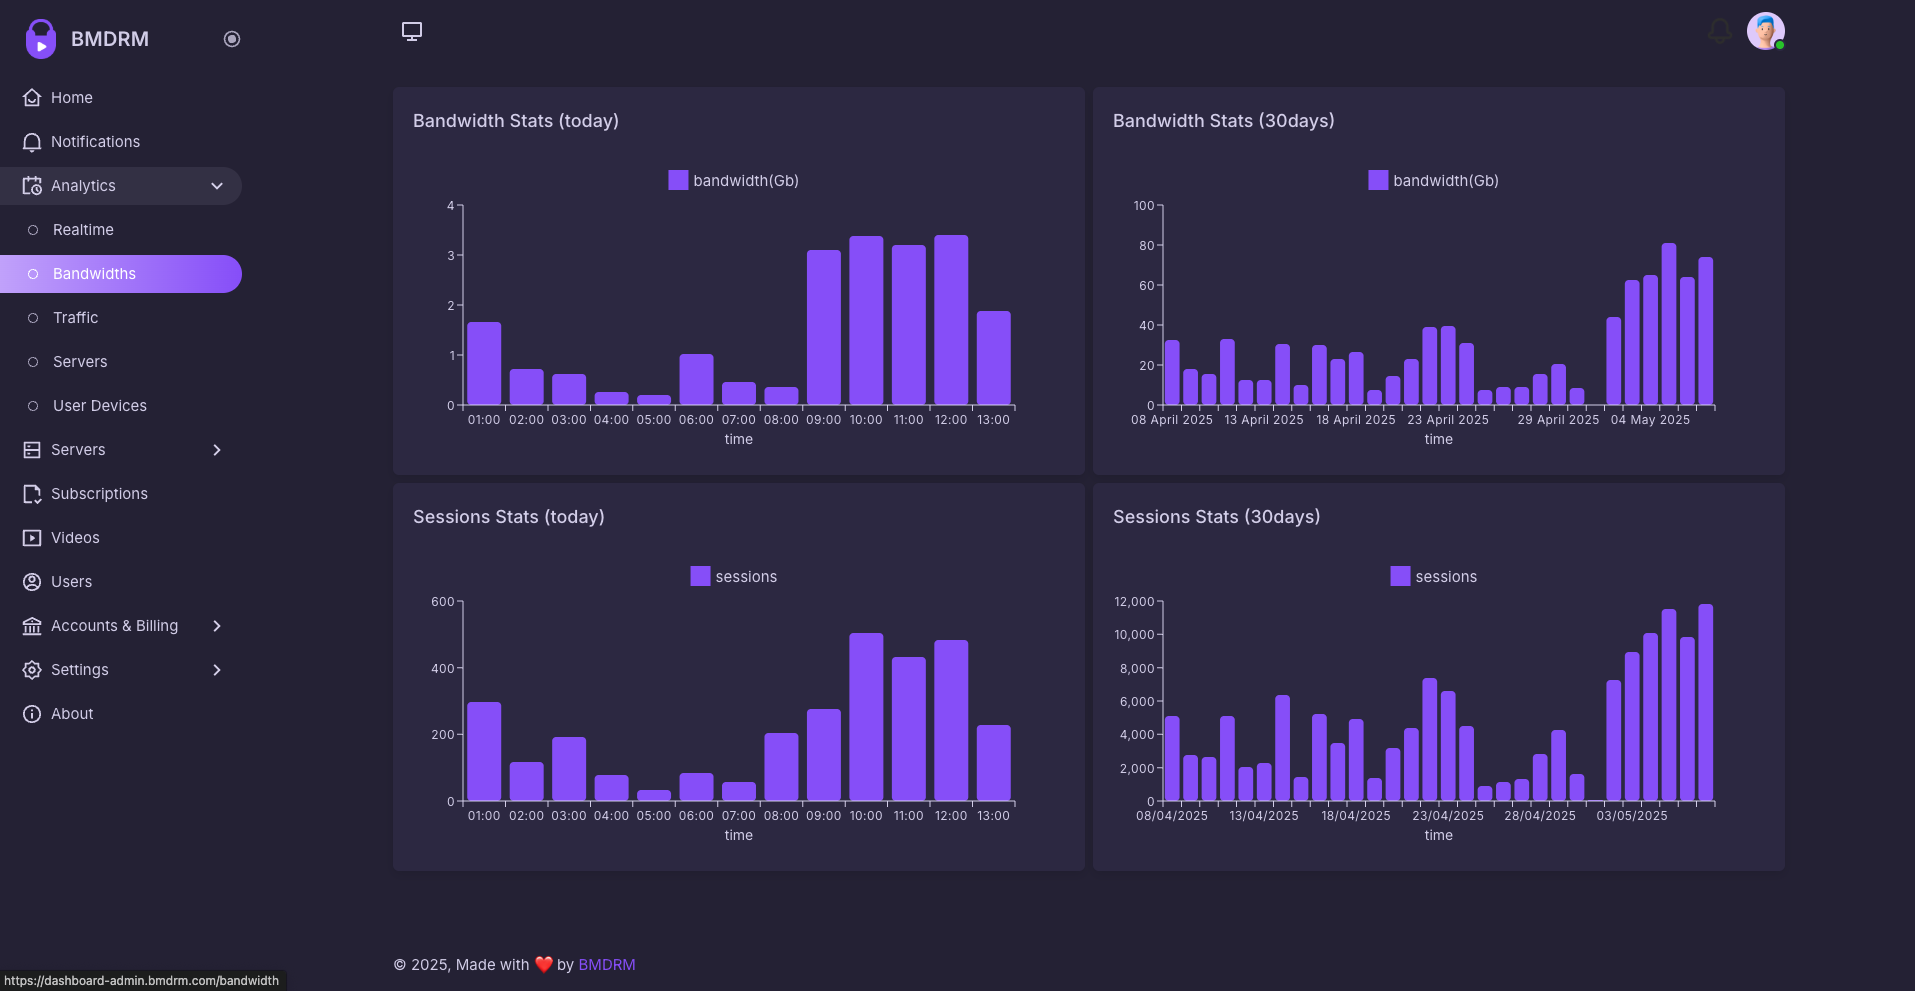 BMDRM
Home
Notifications
Analytics
Realtime
Bandwidths
Traffic
Servers
User Devices
Servers
Subscriptions
Videos
Users
Accounts & Billing
Settings
About
Bandwidth Stats (today)
bandwidth(Gb)
4
3
2
1
0
01:00 02:00 03:00 04:00 05:00 06:00 07:00 08:00 09:00 10:00 11:00 12:00 13:00
time
Bandwidth Stats (30days)
bandwidth(Gb)
100
80
60
40
20
0
08 April 2025 13 April 2025 18 April 2025 23 April 2025 29 April 2025 04 May 2025
time
Sessions Stats (today)
sessions
600
400
200
0
01:00 02:00 03:00 04:00 05:00 06:00 07:00 08:00 09:00 10:00 11:00 12:00 13:00
time
Sessions Stats (30days)
sessions
12,000
10,000
8,000
6,000
4,000
2,000
0
08/04/2025 13/04/2025 18/04/2025 23/04/2025 28/04/2025 03/05/2025
time
© 2025, Made with ❤️ by BMDRM
https://dashboard-admin.bmdrm.com/bandwidth